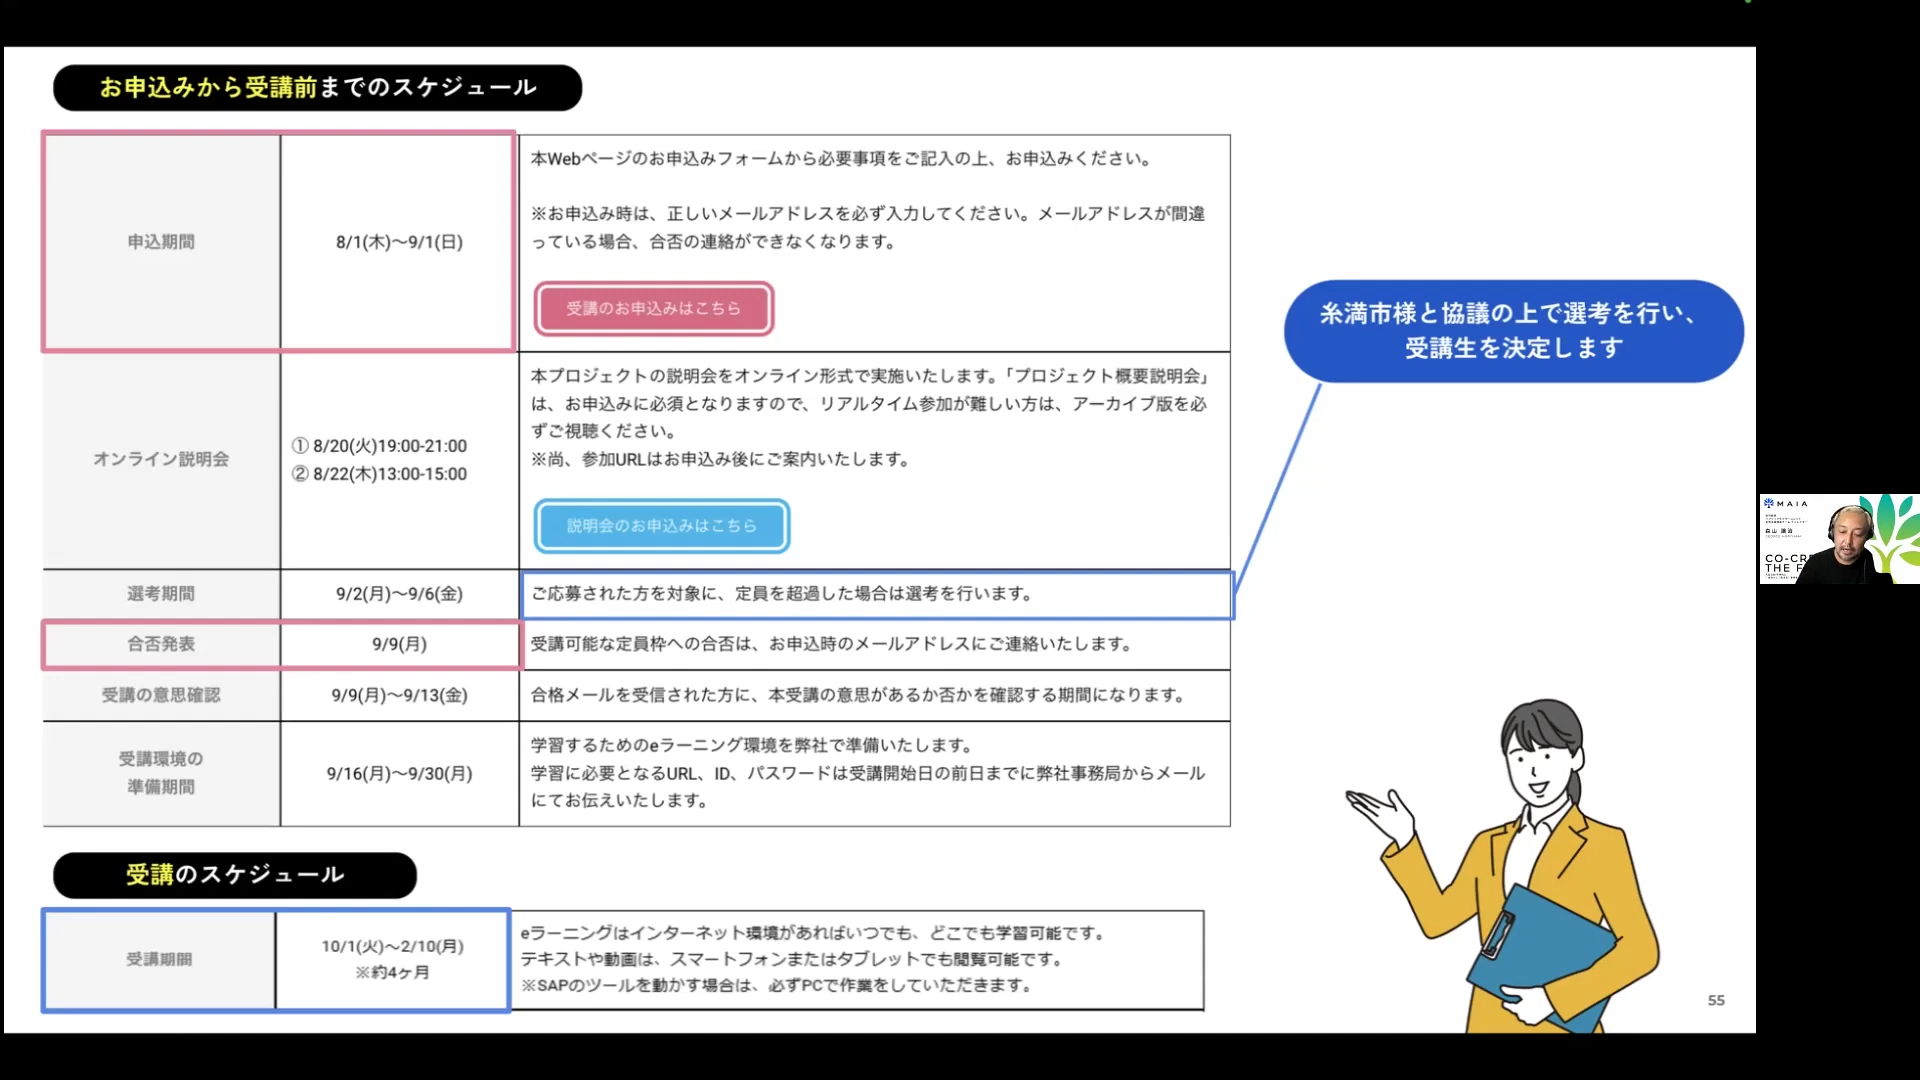 お申込みから受講前までのスケジュール
申込期間
8/1(木)〜9/1(日)
本Webページのお申込みフォームから必要事項をご記入の上、お申込みください。
※お申込み時は、正しいメールアドレスを必ず入力してください。メールアドレスが間違
っている場合、合否の連絡ができなくなります。
受講のお申込みはこちら
オンライン説明会
① 8/20(火)19:00-21:00
② 8/22(木)13:00-15:00
本プロジェクトの説明会をオンライン形式で実施いたします。「プロジェクト概要説明会」
は、お申込みに必須となりますので、リアルタイム参加が難しい方は、アーカイブ版を必
ずご視聴ください。
※尚、参加URLはお申込み後にご案内いたします。
説明会のお申込みはこちら
選考期間
9/2(月)〜9/6(金)
ご応募された方を対象に、定員を超過した場合は選考を行います。
合否発表
9/9(月)
受講可能な定員枠への合否は、お申込時のメールアドレスにご連絡いたします。
受講の意思確認
9/9(月)〜9/13(金)
合格メールを受信された方に、本受講の意思があるか否かを確認する期間になります。
受講環境の
準備期間
9/16(月)〜9/30(月)
学習するためのeラーニング環境を弊社で準備いたします。
学習に必要となるURL、ID、パスワードは受講開始日の前日までに弊社事務局からメール
にてお伝えいたします。
糸満市様と協議の上で選考を行い、
受講生を決定します
受講のスケジュール
受講期間
10/1(火)〜2/10(月)
※約4ヶ月
eラーニングはインターネット環境があればいつでも、どこでも学習可能です。
テキストや動画は、スマートフォンまたはタブレットでも閲覧可能です。
※SAPのツールを動かす場合は、必ずPCで作業をしていただきます。
55
MAIA
CO-CR
THE F